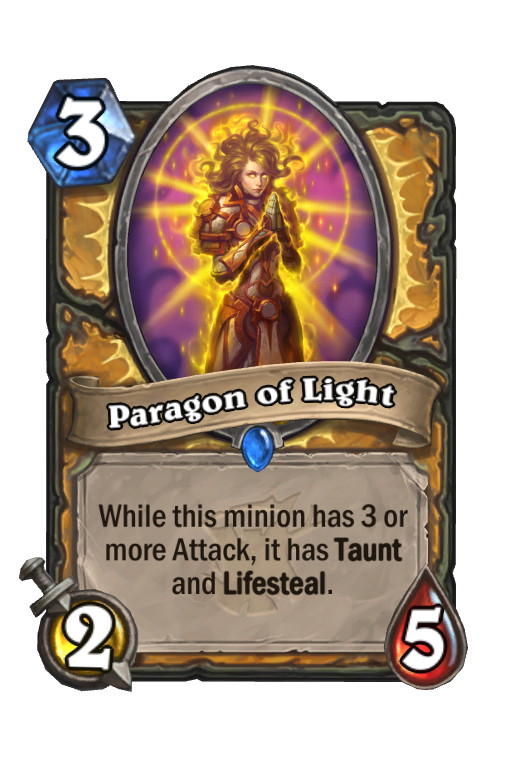 3
Paragon of Light
While this minion has 3 or
more Attack, it has Taunt
and Lifesteal.
2
5